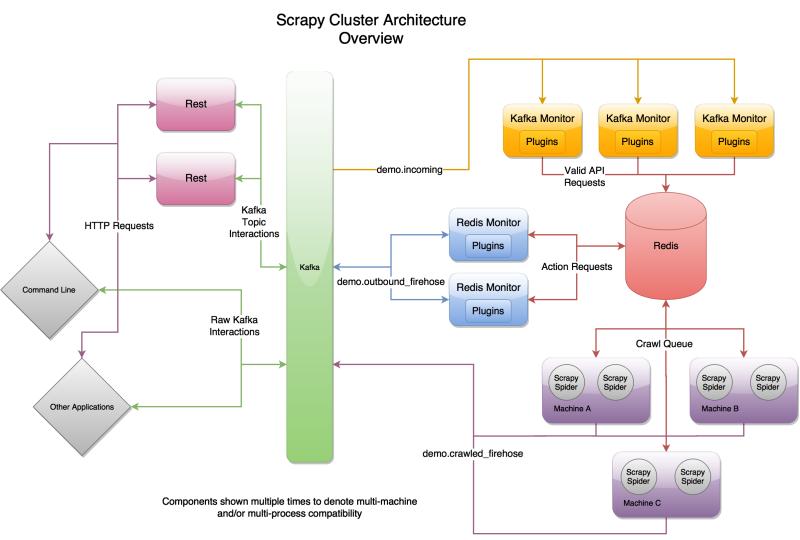 Scrapy Cluster Architecture
Overview
Rest
Rest
Kafka Monitor
Plugins
Kafka Monitor
Plugins
Kafka Monitor
Plugins
demo.incoming
Valid API
Requests
HTTP Requests
Kafka
Topic
Interactions
Redis Monitor
Plugins
Redis
Kafka
Action Requests
demo.outbound_firehose
Redis Monitor
Plugins
Command Line
Raw Kafka
Interactions
Crawl Queue
Scrapy
Spider
Scrapy
Spider
Machine A
Scrapy
Spider
Scrapy
Spider
Machine B
Other Applications
demo.crawled_firehose
Scrapy
Spider
Scrapy
Spider
Machine C
Components shown multiple times to denote multi-machine
and/or multi-process compatibility